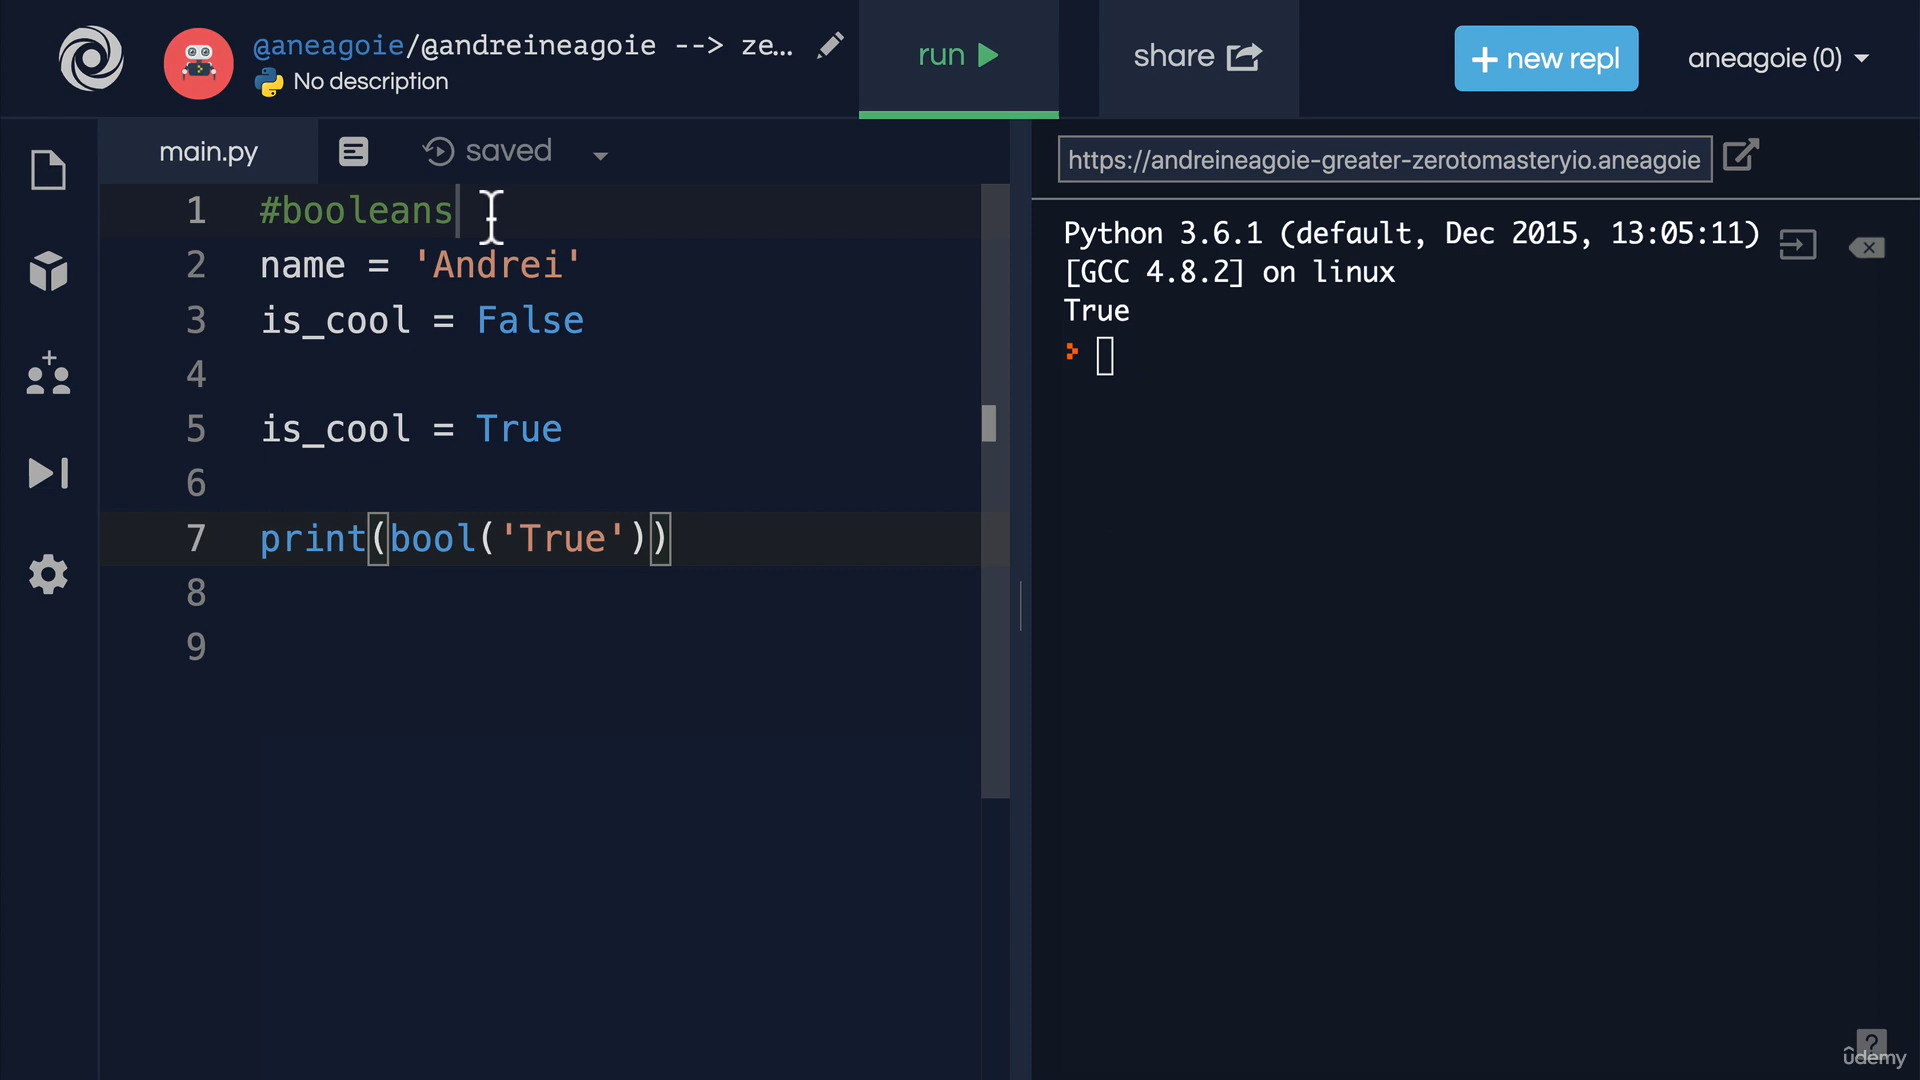 @aneagoie/@andreineagoie --> ze...
No description
run
share
+ new repl
aneagoie (0)
main.py
saved
1 #booleans
2 name = 'Andrei'
3 is_cool = False
4
5 is_cool = True
6
7 print(bool('True'))
8
9
https://andreineagoie-greater-zerotomasteryio.aneagoie
Python 3.6.1 (default, Dec 2015, 13:05:11)
[GCC 4.8.2] on linux
True
?
ûdemy